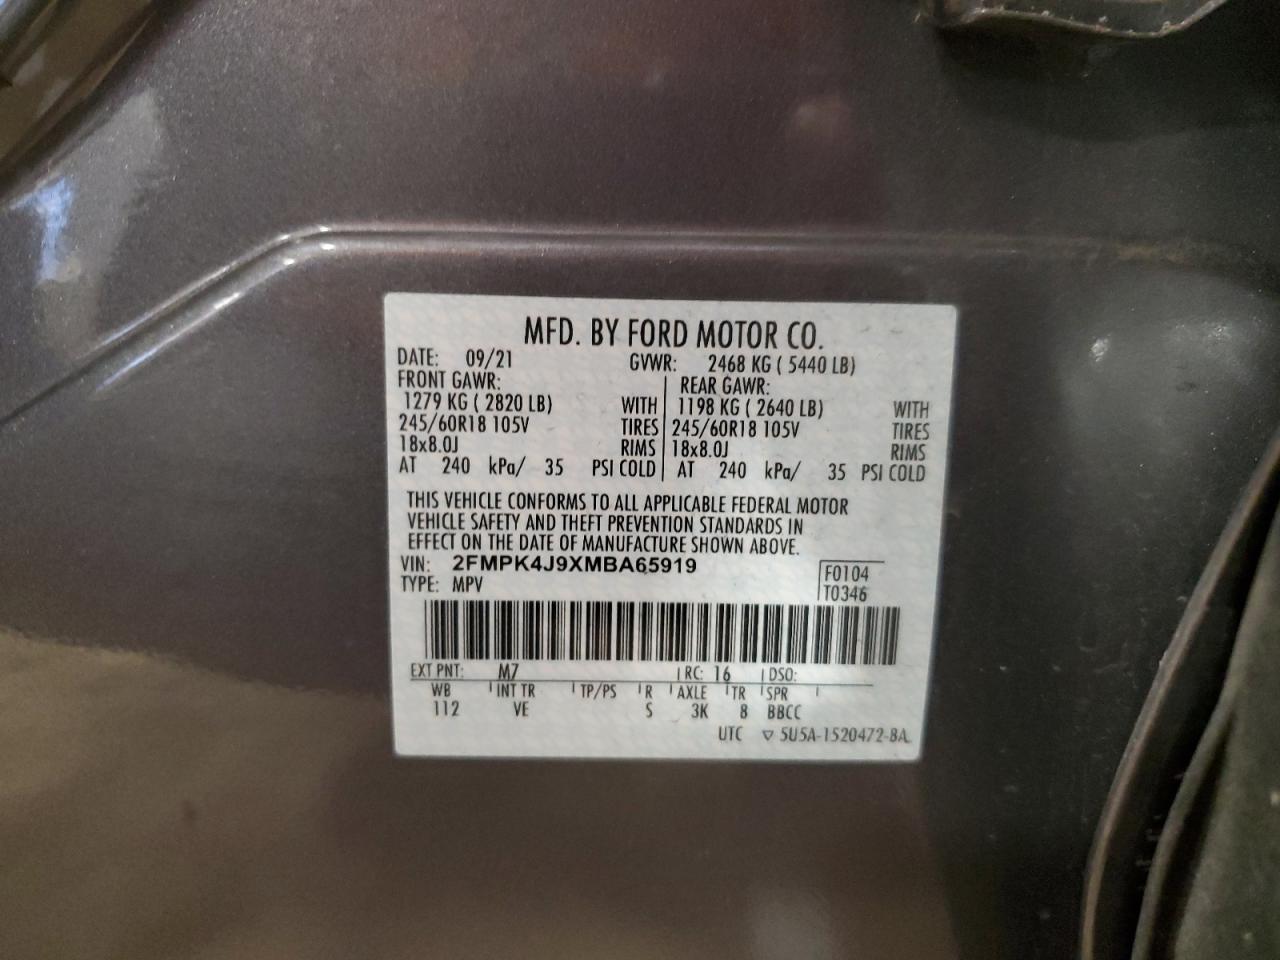 MFD. BY FORD MOTOR CO.
DATE: 09/21 GVWR: 2468 KG ( 5440 LB)
FRONT GAWR: REAR GAWR:
1279 KG ( 2820 LB) WITH 1198 KG ( 2640 LB) WITH
245/60R18 105V TIRES 245/60R18 105V TIRES
18x8.0J RIMS 18x8.0J RIMS
AT 240 kPa/ 35 PSI COLD AT 240 kPa/ 35 PSI COLD
THIS VEHICLE CONFORMS TO ALL APPLICABLE FEDERAL MOTOR
VEHICLE SAFETY AND THEFT PREVENTION STANDARDS IN
EFFECT ON THE DATE OF MANUFACTURE SHOWN ABOVE.
VIN: 2FMPK4J9XMBA65919 F0104
TYPE: MPV T0346
EXT PNT: M7 RC: 16 DSO:
WB INT TR TP/PS R AXLE TR SPR
112 VE S 3K 8 BBCC
UTC ▽ 5U5A-1520472-BA